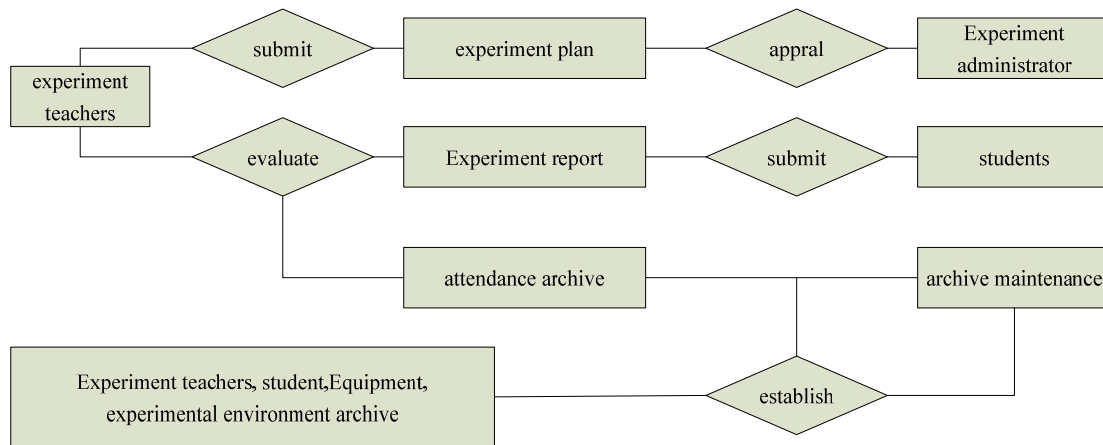 submit
experiment plan
appral
Experiment
administrator
experiment
teachers
evaluate
Experiment report
submit
students
attendance archive
archive maintenance
Experiment teachers, student,Equipment,
experimental environment archive
establish